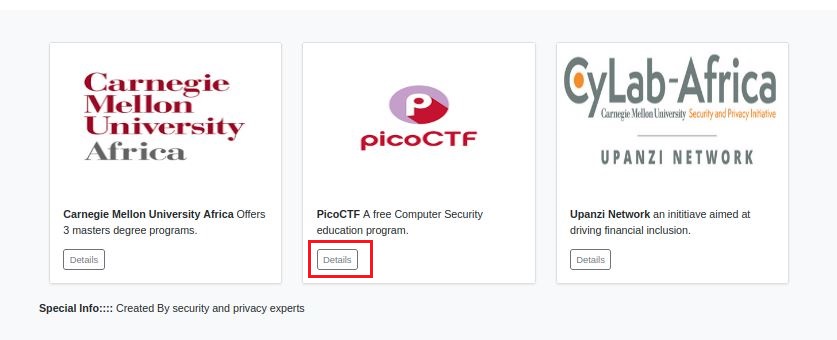 Carnegie
Mellon
University
Africa
Carnegie Mellon University Africa Offers
3 masters degree programs.
Details
P
picoCTF
PicoCTF A free Computer Security
education program.
Details
CyLab-Africa
Carnegie Mellon University Security and Privacy Initiative
UPANZI NETWORK
Upanzi Network an inititiave aimed at
driving financial inclusion.
Details
Special Info:::: Created By security and privacy experts